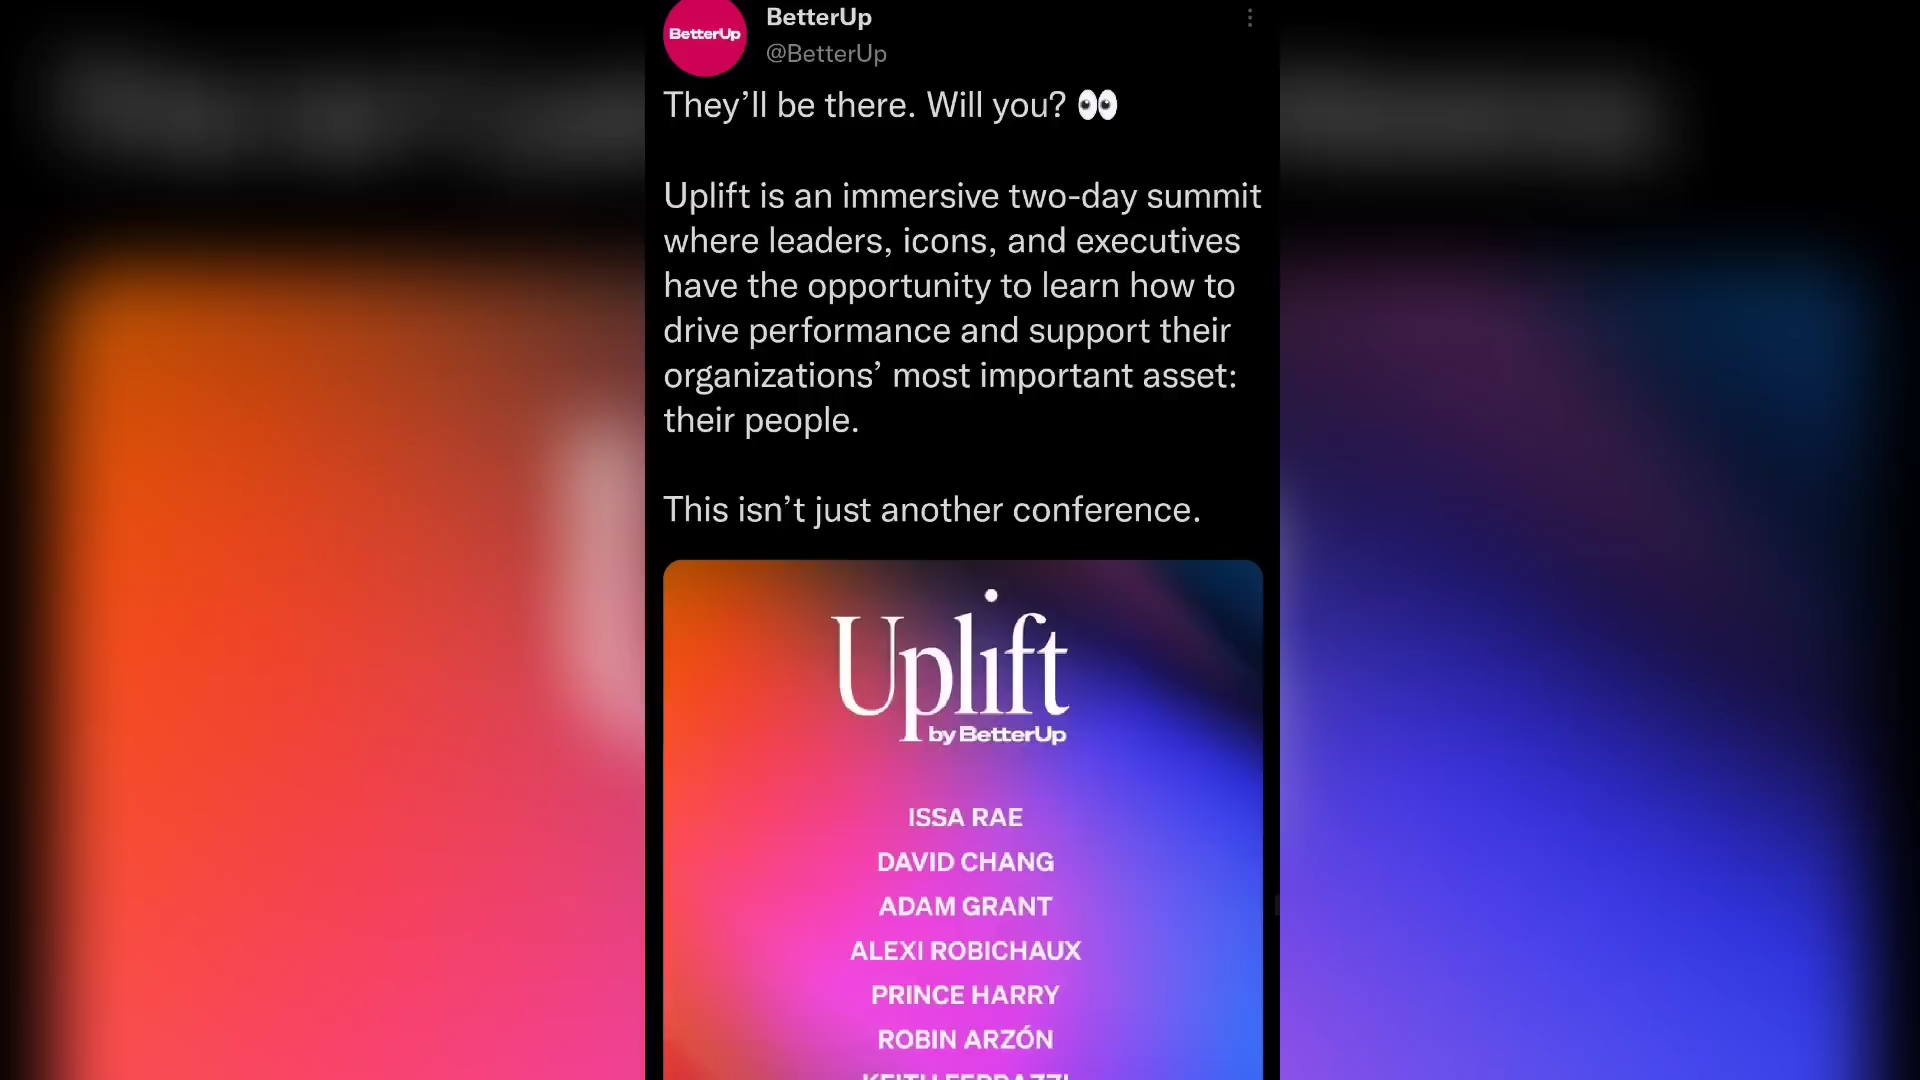 BetterUp
BetterUp
@BetterUp
They’ll be there. Will you? 👀
Uplift is an immersive two-day summit
where leaders, icons, and executives
have the opportunity to learn how to
drive performance and support their
organizations’ most important asset:
their people.
This isn’t just another conference.
Uplift
by BetterUp
ISSA RAE
DAVID CHANG
ADAM GRANT
ALEXI ROBICHAUX
PRINCE HARRY
ROBIN ARZÓN